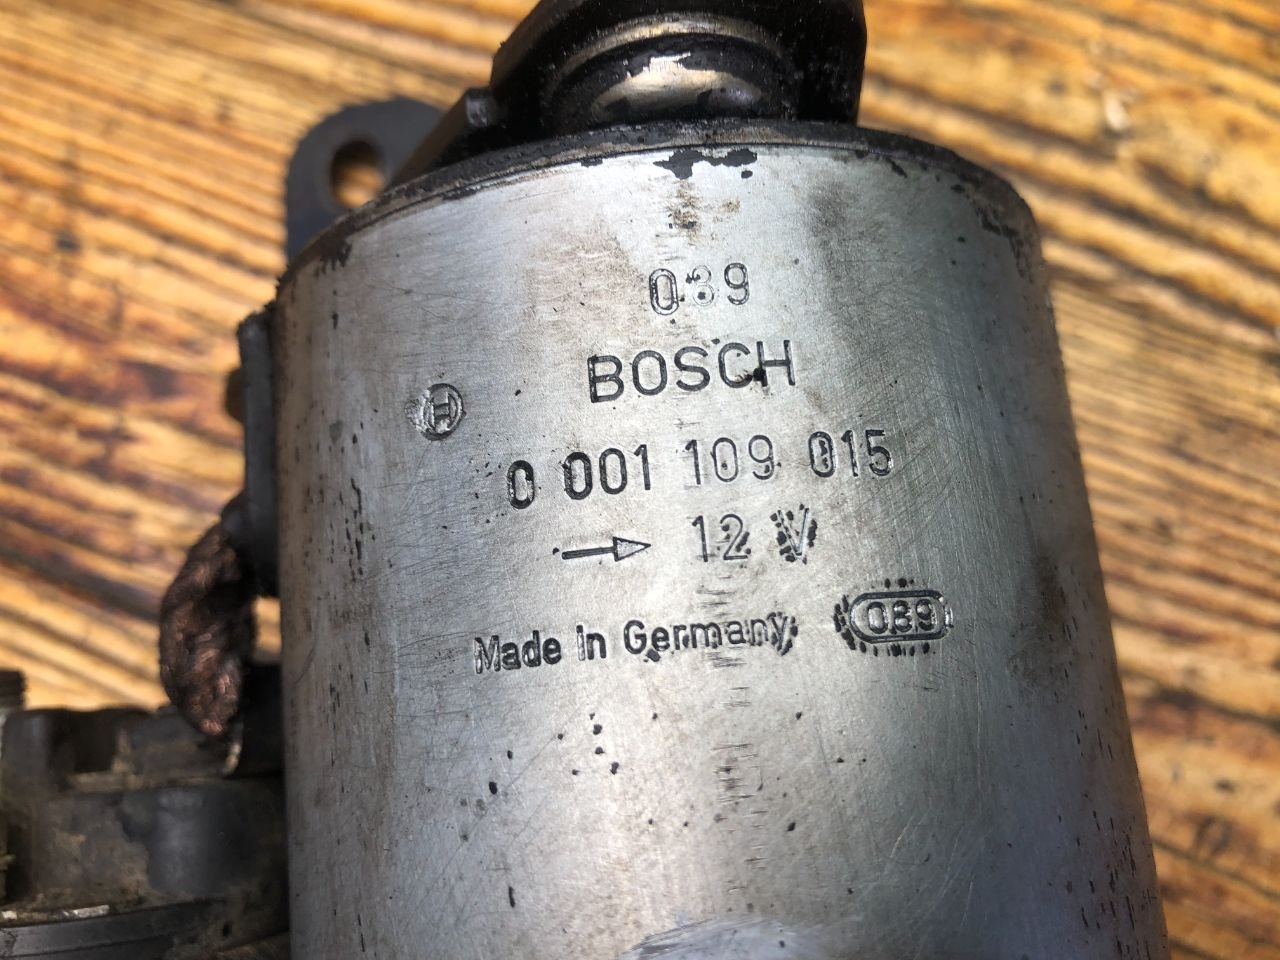 039
BOSCH
0 001 109 015
→ 12 V
Made in Germany 039